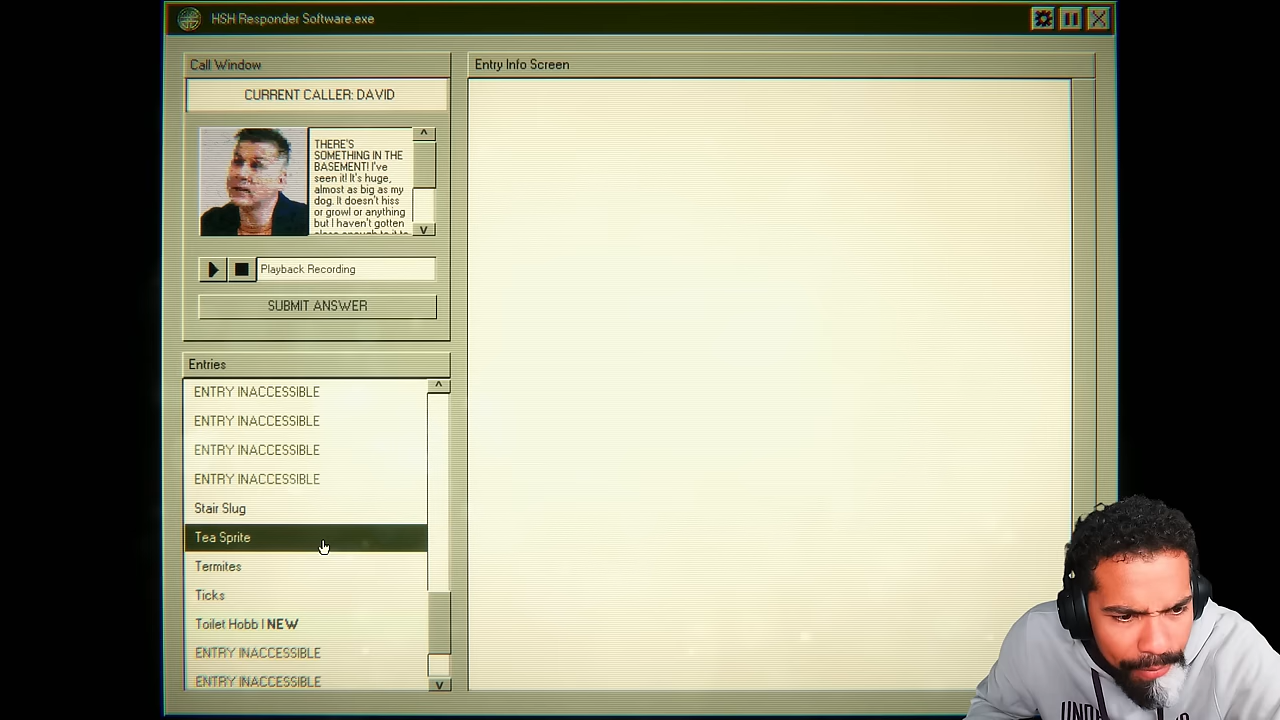 HSH Responder Software.exe
Call Window
CURRENT CALLER: DAVID
THERE'S
SOMETHING IN THE
BASEMENT! I've
seen it! It's huge,
almost as big as my
dog. It doesn't hiss
or growl or anything
but I haven't gotten
Playback Recording
SUBMIT ANSWER
Entries
ENTRY INACCESSIBLE
ENTRY INACCESSIBLE
ENTRY INACCESSIBLE
ENTRY INACCESSIBLE
Stair Slug
Tea Sprite
Termites
Ticks
Toilet Hobb | NEW
ENTRY INACCESSIBLE
ENTRY INACCESSIBLE
Entry Info Screen